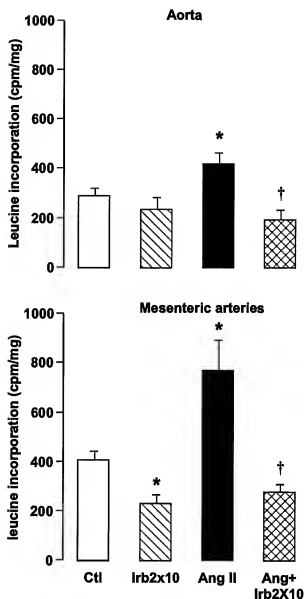 Aorta
Leucine incorporation (cpm/mg)
1000
800
600
400
200
0
*
†
Mesenteric arteries
leucine incorporation (cpm/mg)
1000
800
600
400
200
0
*
*
†
Ctl Irb2x10 Ang II Ang+
Irb2X10